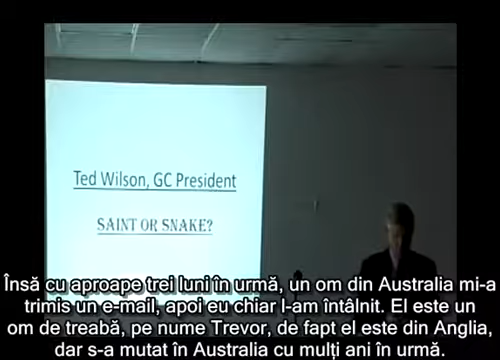 Ted Wilson, GC President
SAINT OR SNAKE?
Însă cu aproape trei luni în urmă, un om din Australia mi-a
trimis un e-mail, apoi eu chiar l-am întâlnit. El este un
om de treabă, pe nume Trevor, de fapt el este din Anglia,
dar s-a mutat în Australia cu mulți ani în urmă.